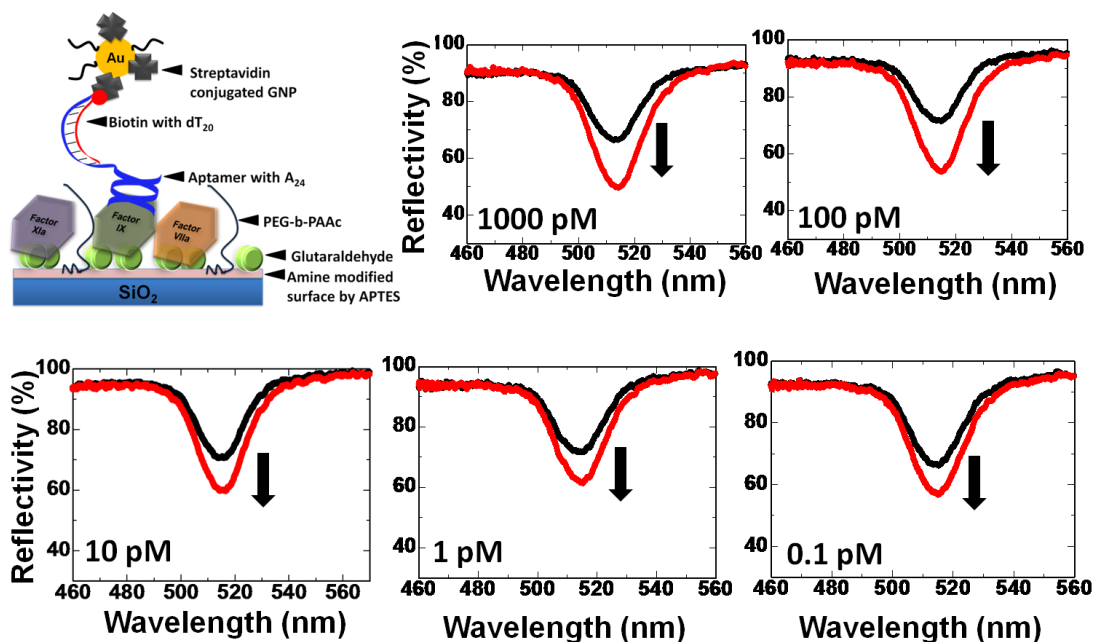 Au
Streptavidin
conjugated GNP
Biotin with dT20
Aptamer with A24
Factor
XIa
Factor
IX
Factor
VIIa
PEG-b-PAAc
Glutaraldehyde
Amine modified
surface by APTES
SiO2
Reflectivity (%)
100
80
60
40
1000 pM
460 480 500 520 540 560
Wavelength (nm)
100
80
60
40
100 pM
460 480 500 520 540 560
Wavelength (nm)
Reflectivity (%)
100
80
60
40
10 pM
460 480 500 520 540 560
Wavelength (nm)
100
80
60
40
1 pM
460 480 500 520 540 560
Wavelength (nm)
100
80
60
40
0.1 pM
460 480 500 520 540 560
Wavelength (nm)